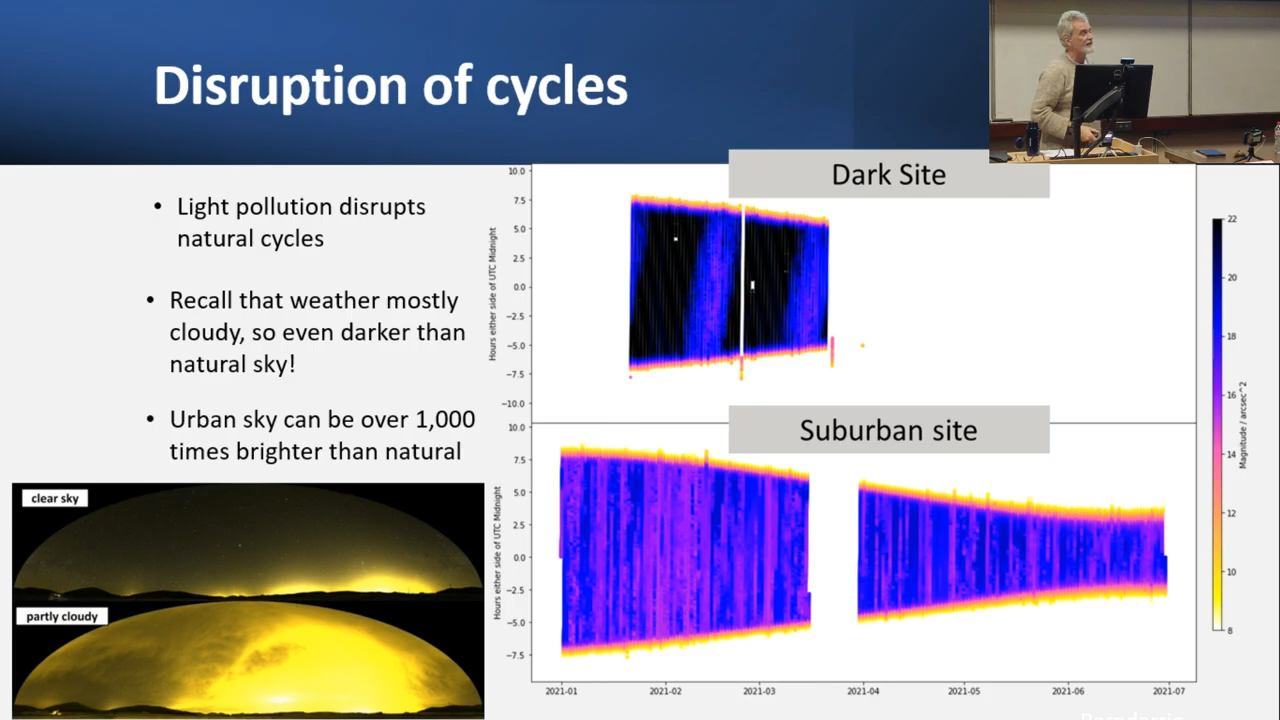 Disruption of cycles
• Light pollution disrupts
natural cycles
• Recall that weather mostly
cloudy, so even darker than
natural sky!
• Urban sky can be over 1,000
times brighter than natural
clear sky
partly cloudy
Dark Site
10.0
7.5
5.0
2.5
0.0
−2.5
−5.0
−7.5
−10.0
Hours either side of UTC Midnight
Suburban site
10.0
7.5
5.0
2.5
0.0
−2.5
−5.0
−7.5
Hours either side of UTC Midnight
2021-01 2021-02 2021-03 2021-04 2021-05 2021-06 2021-07
22
20
18
16
14
12
10
8
Magnitude / arcsec^2